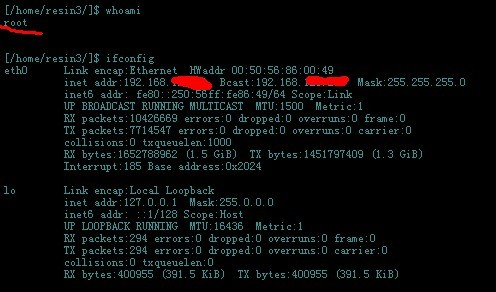 [/home/resin3/]$ whoami
root
[/home/resin3/]$ ifconfig
eth0 Link encap:Ethernet HWaddr 00:50:56:86:00:49
inet addr:192.168. Bcast:192.168. Mask:255.255.255.0
inet6 addr: fe80::250:56ff:fe86:49/64 Scope:Link
UP BROADCAST RUNNING MULTICAST MTU:1500 Metric:1
RX packets:10426669 errors:0 dropped:0 overruns:0 frame:0
TX packets:7714547 errors:0 dropped:0 overruns:0 carrier:0
collisions:0 txqueuelen:1000
RX bytes:1652788962 (1.5 GiB) TX bytes:1451797409 (1.3 GiB)
Interrupt:185 Base address:0x2024
lo Link encap:Local Loopback
inet addr:127.0.0.1 Mask:255.0.0.0
inet6 addr: ::1/128 Scope:Host
UP LOOPBACK RUNNING MTU:16436 Metric:1
RX packets:294 errors:0 dropped:0 overruns:0 frame:0
TX packets:294 errors:0 dropped:0 overruns:0 carrier:0
collisions:0 txqueuelen:0
RX bytes:400955 (391.5 KiB) TX bytes:400955 (391.5 KiB)